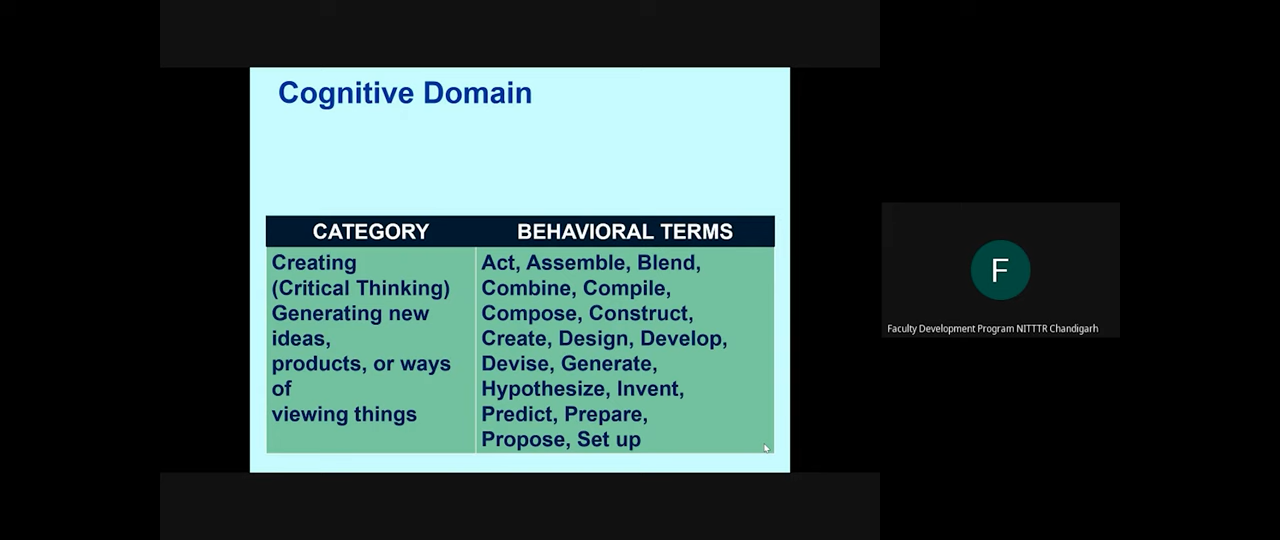 Cognitive Domain
CATEGORY
BEHAVIORAL TERMS
Creating
(Critical Thinking)
Generating new
ideas,
products, or ways
of
viewing things
Act, Assemble, Blend,
Combine, Compile,
Compose, Construct,
Create, Design, Develop,
Devise, Generate,
Hypothesize, Invent,
Predict, Prepare,
Propose, Set up
F
Faculty Development Program NITTTR Chandigarh